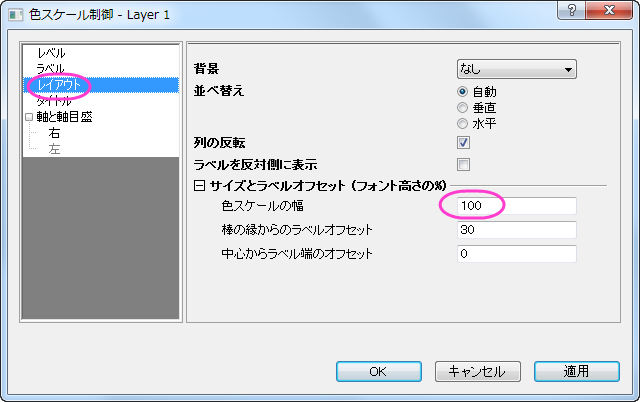 色スケール制御 - Layer 1
レベル
ラベル
レイアウト
タイトル
軸と軸目盛
右
左
背景 なし
並べ替え 自動
垂直
水平
列の反転
ラベルを反対側に表示
サイズとラベルオフセット (フォント高さの%)
色スケールの幅 100
棒の縁からのラベルオフセット 30
中心からラベル端のオフセット 0
OK キャンセル 適用